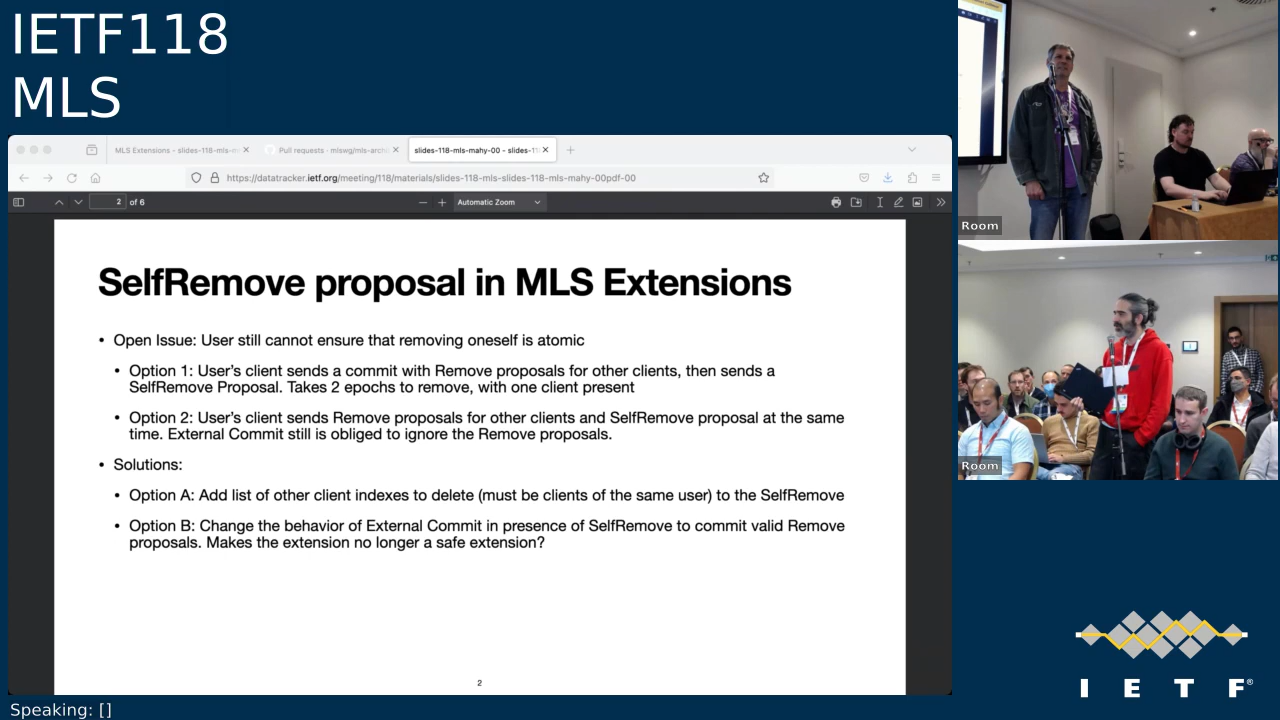 IETF118
MLS
MLS Extensions - slides-118-mls-m
Pull requests · mlswg/mls-archi
slides-118-mls-mahy-00 - slides-11
https://datatracker.ietf.org/meeting/118/materials/slides-118-mls-slides-118-mls-mahy-00pdf-00
2 of 6
Automatic Zoom
SelfRemove proposal in MLS Extensions
• Open Issue: User still cannot ensure that removing oneself is atomic
• Option 1: User's client sends a commit with Remove proposals for other clients, then sends a
SelfRemove Proposal. Takes 2 epochs to remove, with one client present
• Option 2: User's client sends Remove proposals for other clients and SelfRemove proposal at the same
time. External Commit still is obliged to ignore the Remove proposals.
• Solutions:
• Option A: Add list of other client indexes to delete (must be clients of the same user) to the SelfRemove
• Option B: Change the behavior of External Commit in presence of SelfRemove to commit valid Remove
proposals. Makes the extension no longer a safe extension?
2
Room
Room
I E T F®
Speaking: []